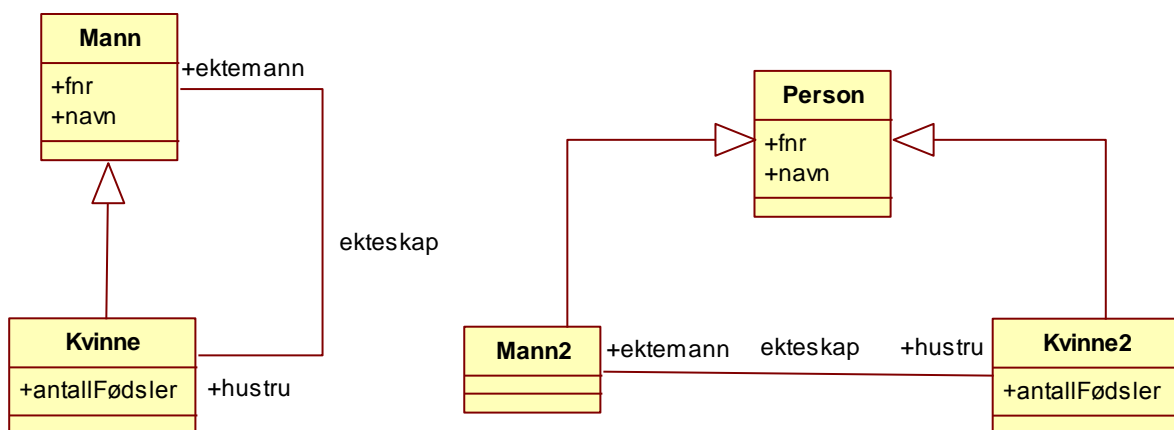 Mann
+fnr
+navn
+ektemann
ekteskap
Kvinne
+antallFødsler
+hustru
Person
+fnr
+navn
Mann2
+ektemann
ekteskap
+hustru
Kvinne2
+antallFødsler